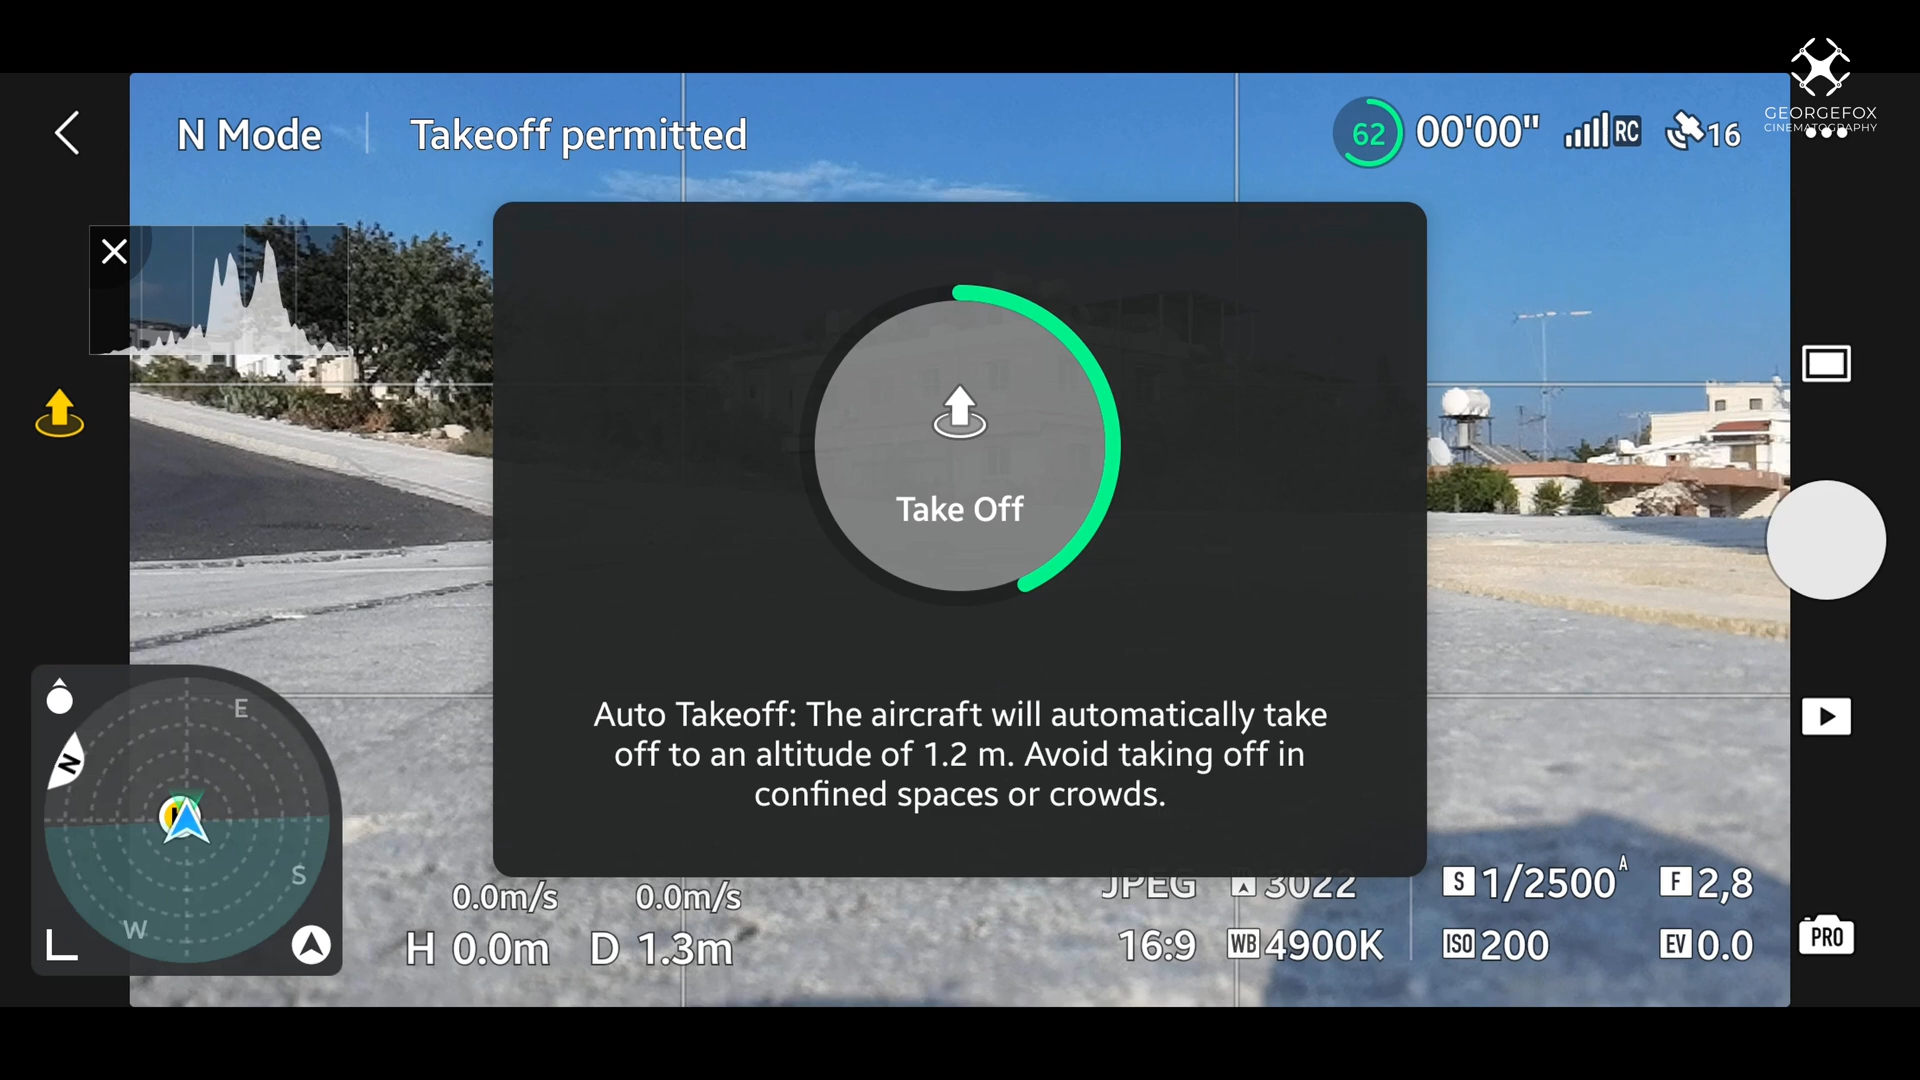 GEORGEFOX
CINEMATOGRAPHY
N Mode
Takeoff permitted
62
00'00"
RC
16
Take Off
Auto Takeoff: The aircraft will automatically take
off to an altitude of 1.2 m. Avoid taking off in
confined spaces or crowds.
N
E
S
W
0.0m/s
0.0m/s
H 0.0m
D 1.3m
JPEG
3022
S 1/2500 A
F 2,8
16:9
WB 4900K
ISO 200
EV 0.0
PRO